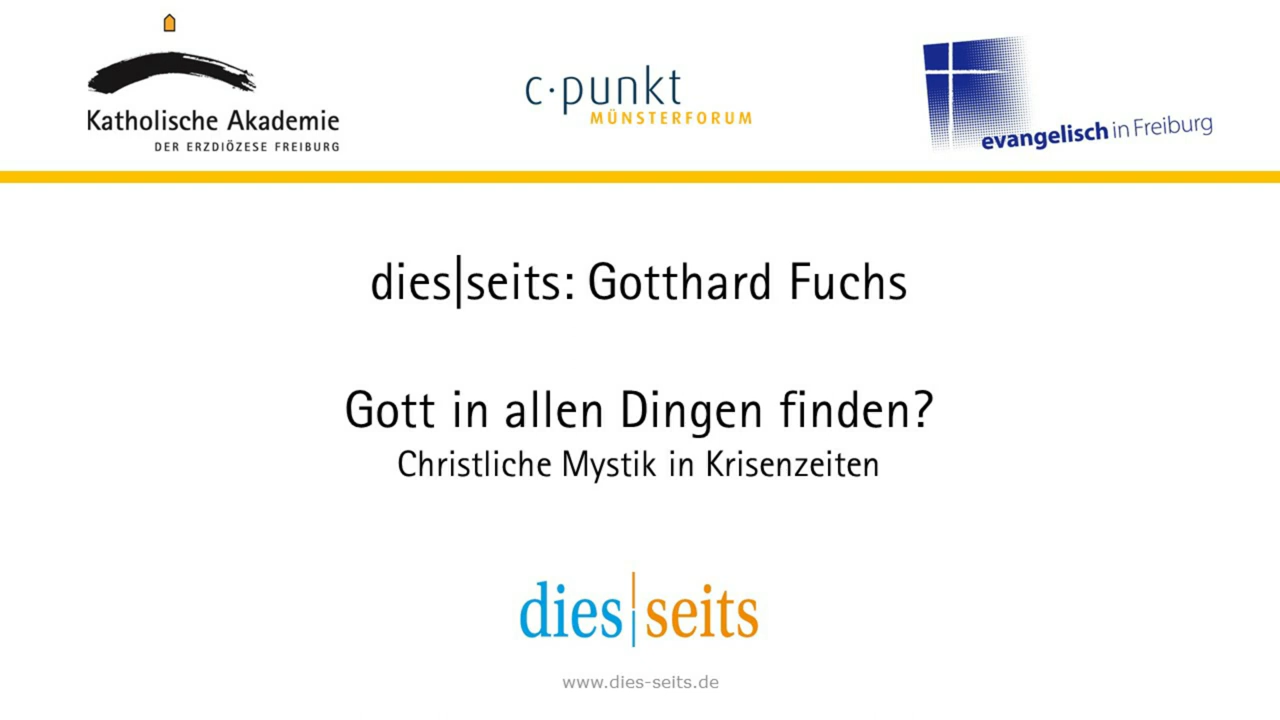 Katholische Akademie
DER ERZDIÖZESE FREIBURG
c·punkt
MÜNSTERFORUM
evangelisch in Freiburg
dies|seits: Gotthard Fuchs
Gott in allen Dingen finden?
Christliche Mystik in Krisenzeiten
dies|seits
www.dies-seits.de